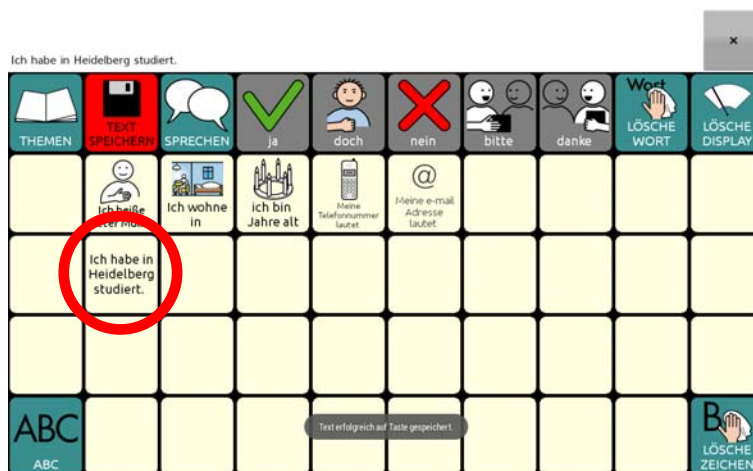 ×
Ich habe in Heidelberg studiert.
THEMEN
TEXT
SPEICHERN
SPRECHEN
ja
doch
nein
bitte
danke
Wort
LÖSCHE
WORT
LÖSCHE
DISPLAY
Ich heiße
Ich wohne
in
ich bin
Jahre alt
Meine
Telefonnummer
lautet
@
Meine e-mail
Adresse
lautet
Ich habe in
Heidelberg
studiert.
ABC
ABC
Text erfolgreich auf Taste gespeichert.
B
LÖSCHE
ZEICHEN